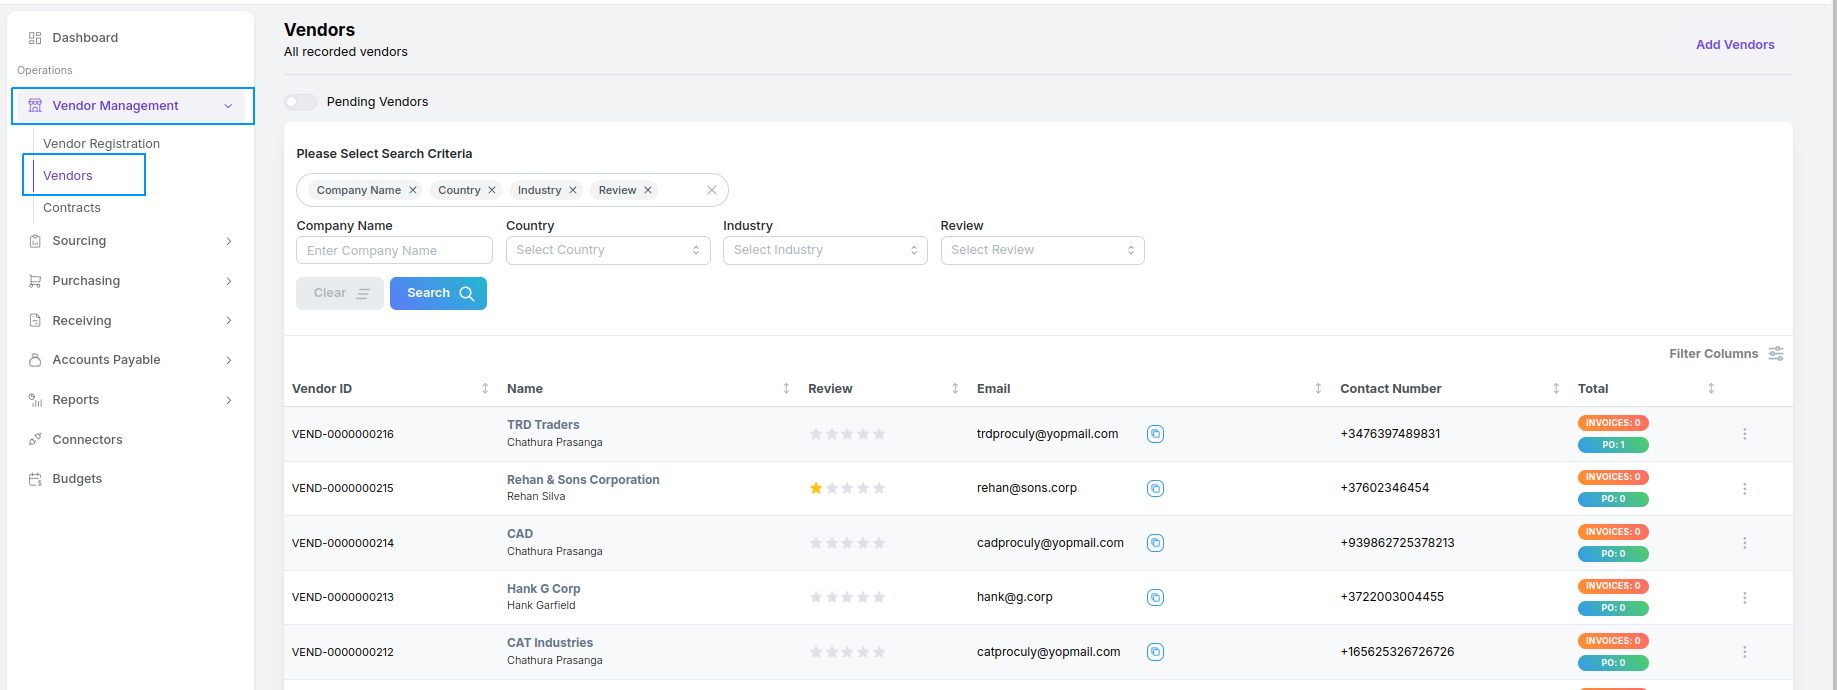 Dashboard
Operations
Vendor Management
Vendor Registration
Vendors
Contracts
Sourcing
Purchasing
Receiving
Accounts Payable
Reports
Connectors
Budgets
Vendors
All recorded vendors
Add Vendors
Pending Vendors
Please Select Search Criteria
Company Name Country Industry Review
Company Name Country Industry Review
Enter Company Name Select Country Select Industry Select Review
Clear Search
Filter Columns
Vendor ID Name Review Email Contact Number Total
VEND-0000000216 TRD Traders Chathura Prasanga trdproculy@yopmail.com +3476397489831 INVOICES: 0 PO: 1
VEND-0000000215 Rehan & Sons Corporation Rehan Silva rehan@sons.corp +37602346454 INVOICES: 0 PO: 0
VEND-0000000214 CAD Chathura Prasanga cadproculy@yopmail.com +939862725378213 INVOICES: 0 PO: 0
VEND-0000000213 Hank G Corp Hank Garfield hank@g.corp +3722003004455 INVOICES: 0 PO: 0
VEND-0000000212 CAT Industries Chathura Prasanga catproculy@yopmail.com +165625326726726 INVOICES: 0 PO: 0